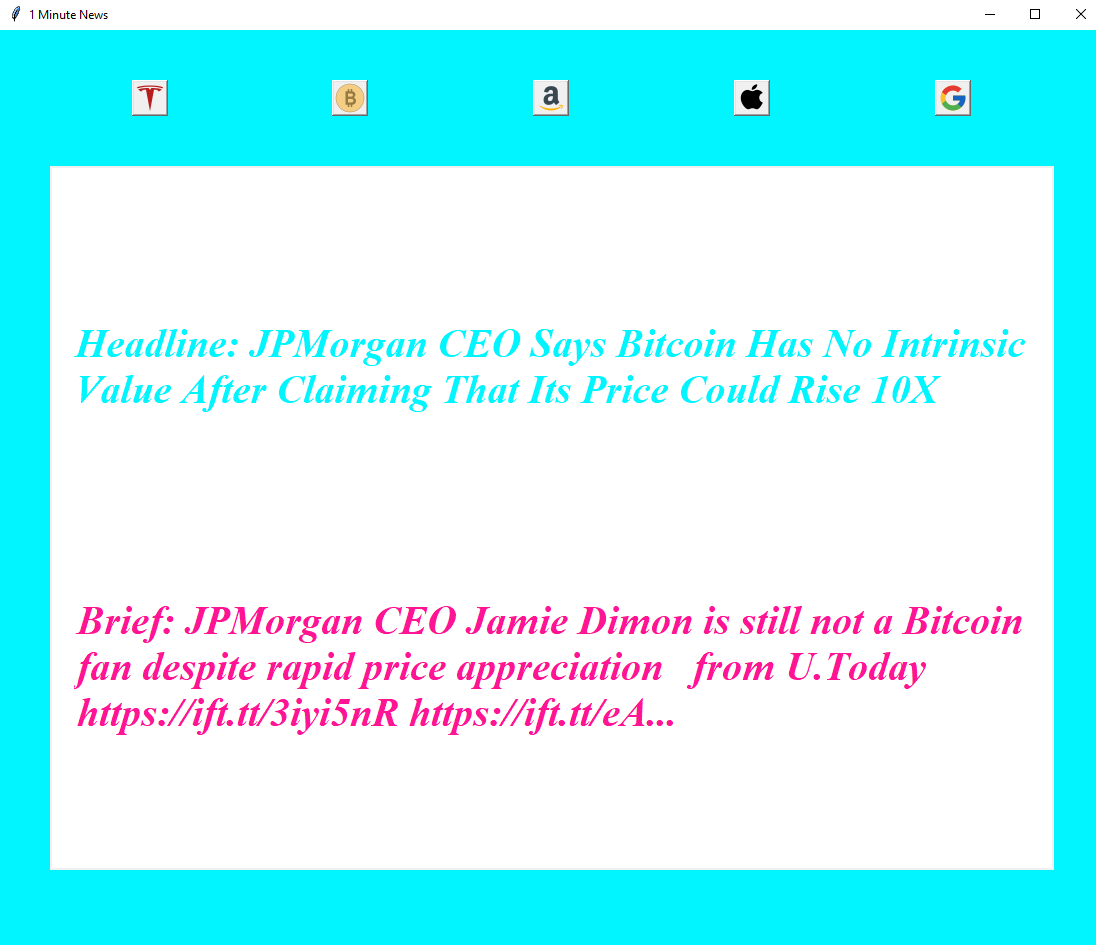 1 Minute News
Headline: JPMorgan CEO Says Bitcoin Has No Intrinsic
Value After Claiming That Its Price Could Rise 10X
Brief: JPMorgan CEO Jamie Dimon is still not a Bitcoin
fan despite rapid price appreciation   from U.Today
https://ift.tt/3iyi5nR https://ift.tt/eA...